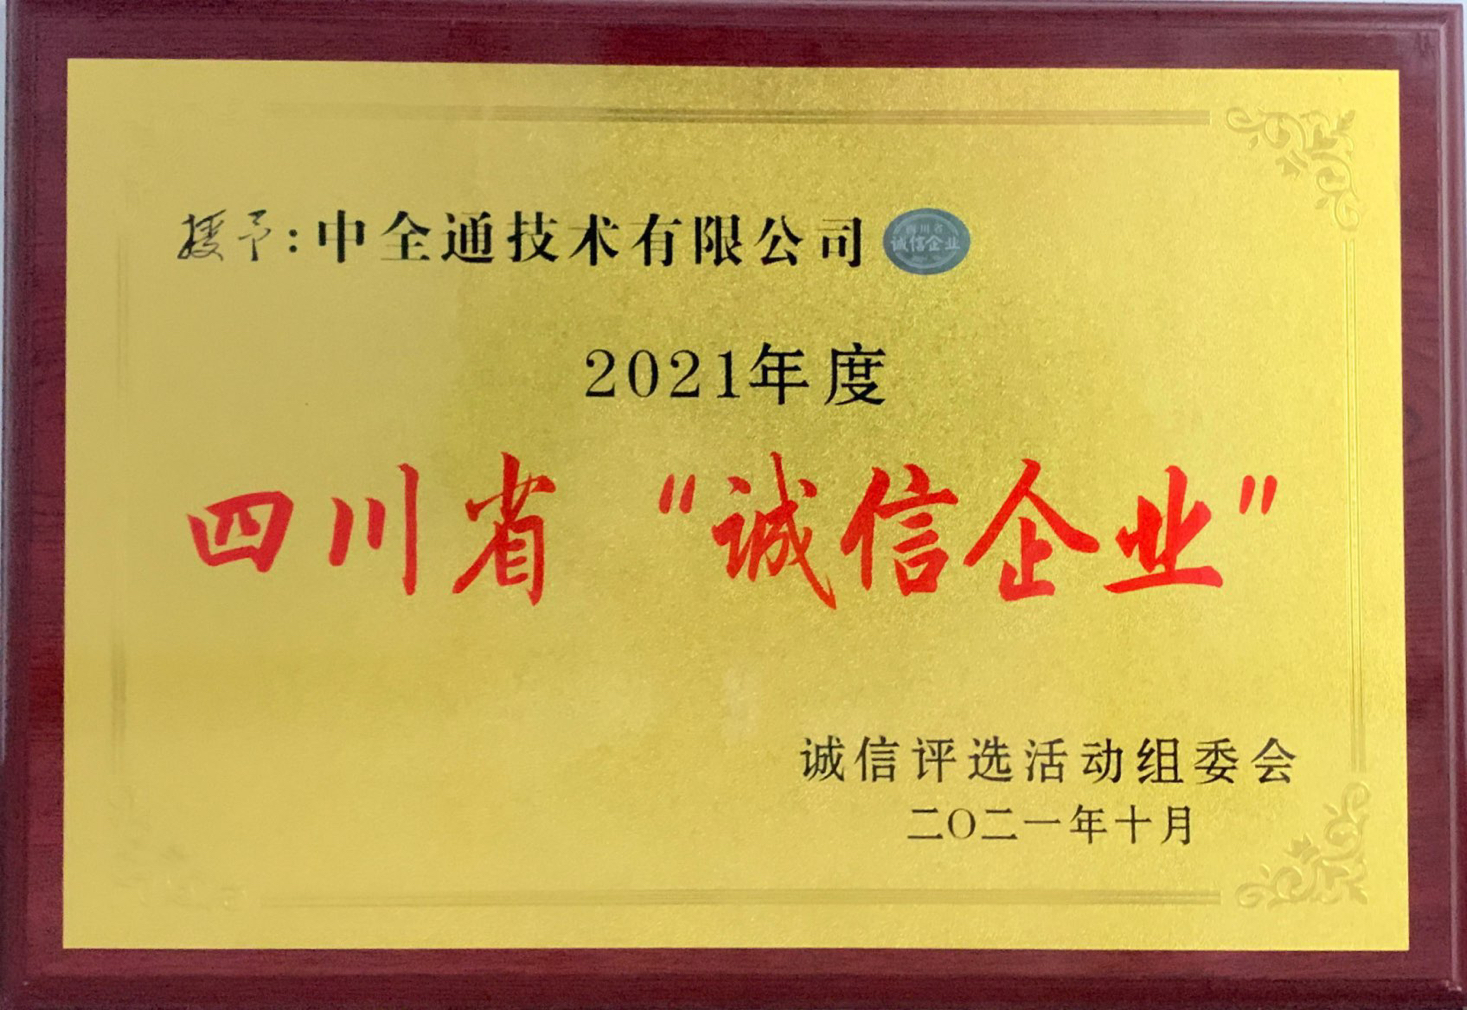 授予:中全通技术有限公司
四川省
诚信企业
2021年度
四川省“诚信企业”
诚信评选活动组委会
二〇二一年十月